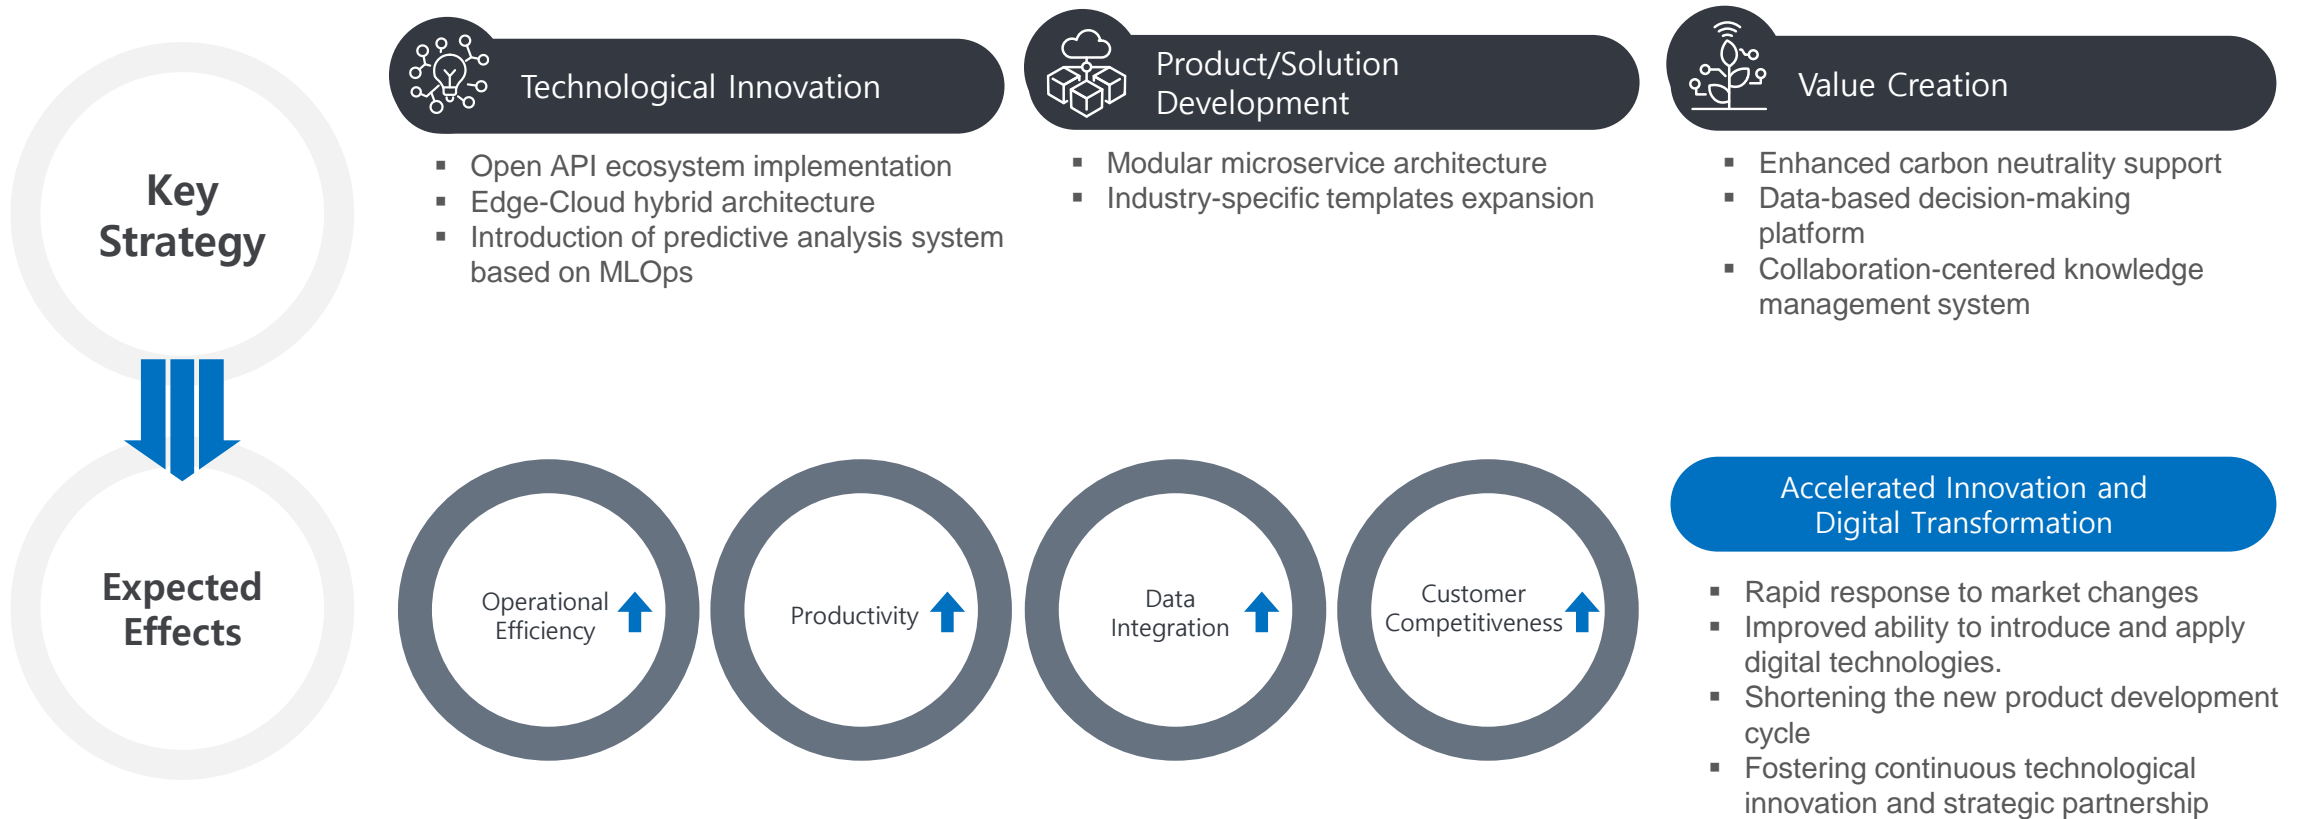 Key
Strategy
Technological Innovation
▪ Open API ecosystem implementation
▪ Edge-Cloud hybrid architecture
▪ Introduction of predictive analysis system
based on MLOps
Product/Solution
Development
▪ Modular microservice architecture
▪ Industry-specific templates expansion
Value Creation
▪ Enhanced carbon neutrality support
▪ Data-based decision-making
platform
▪ Collaboration-centered knowledge
management system
Expected
Effects
Operational
Efficiency
Productivity
Data
Integration
Customer
Competitiveness
Accelerated Innovation and
Digital Transformation
▪ Rapid response to market changes
▪ Improved ability to introduce and apply
digital technologies.
▪ Shortening the new product development
cycle
▪ Fostering continuous technological
innovation and strategic partnership